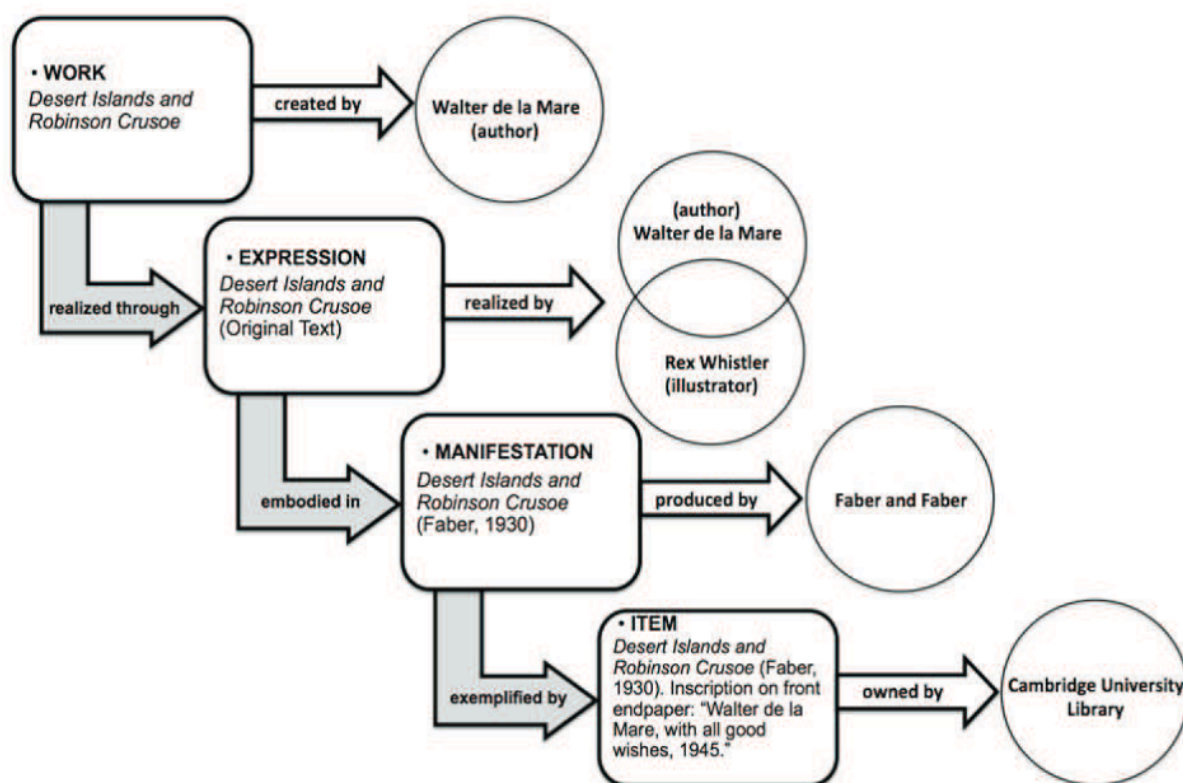 • WORK
Desert Islands and
Robinson Crusoe
created by
Walter de la Mare
(author)
realized through
• EXPRESSION
Desert Islands and
Robinson Crusoe
(Original Text)
realized by
(author)
Walter de la Mare
Rex Whistler
(illustrator)
embodied in
• MANIFESTATION
Desert Islands and
Robinson Crusoe
(Faber, 1930)
produced by
Faber and Faber
exemplified by
• ITEM
Desert Islands and
Robinson Crusoe (Faber,
1930). Inscription on front
endpaper: “Walter de la
Mare, with all good
wishes, 1945.”
owned by
Cambridge University
Library